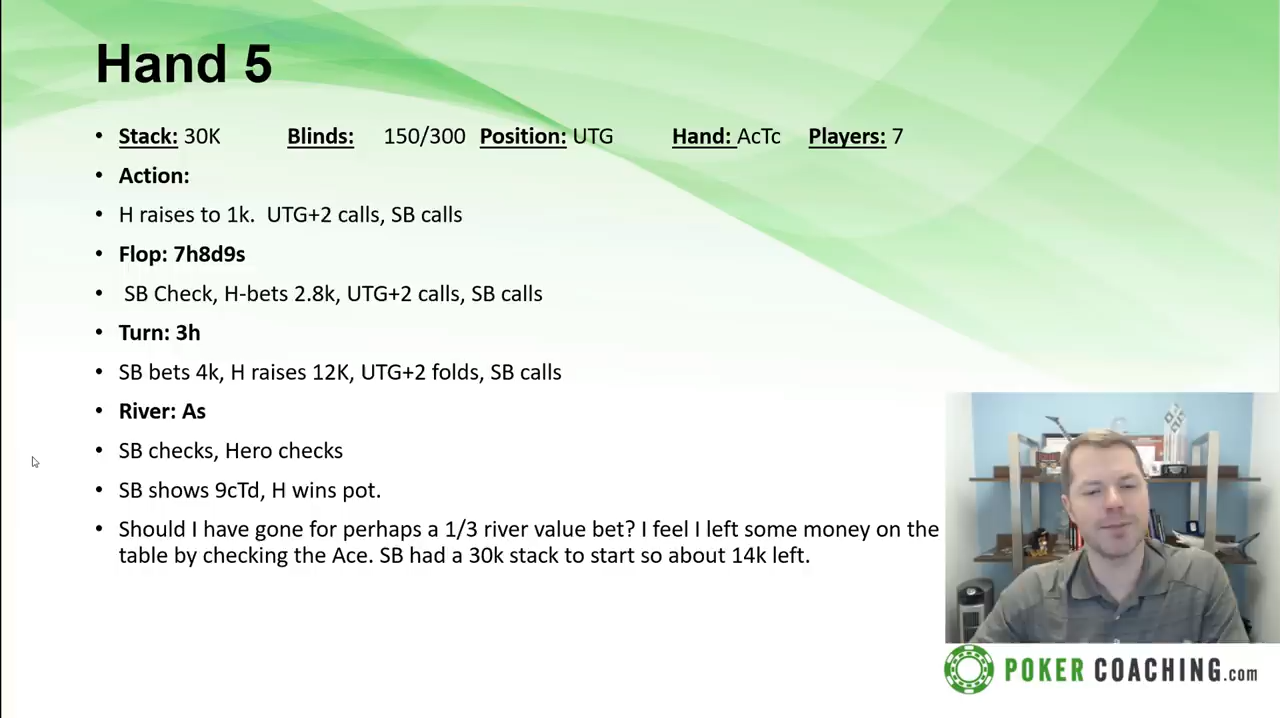 Hand 5
• Stack: 30K Blinds: 150/300 Position: UTG Hand: AcTc Players: 7
• Action:
• H raises to 1k. UTG+2 calls, SB calls
• Flop: 7h8d9s
• SB Check, H-bets 2.8k, UTG+2 calls, SB calls
• Turn: 3h
• SB bets 4k, H raises 12K, UTG+2 folds, SB calls
• River: As
• SB checks, Hero checks
• SB shows 9cTd, H wins pot.
• Should I have gone for perhaps a 1/3 river value bet? I feel I left some money on the
table by checking the Ace. SB had a 30k stack to start so about 14k left.
POKER COACHING.com